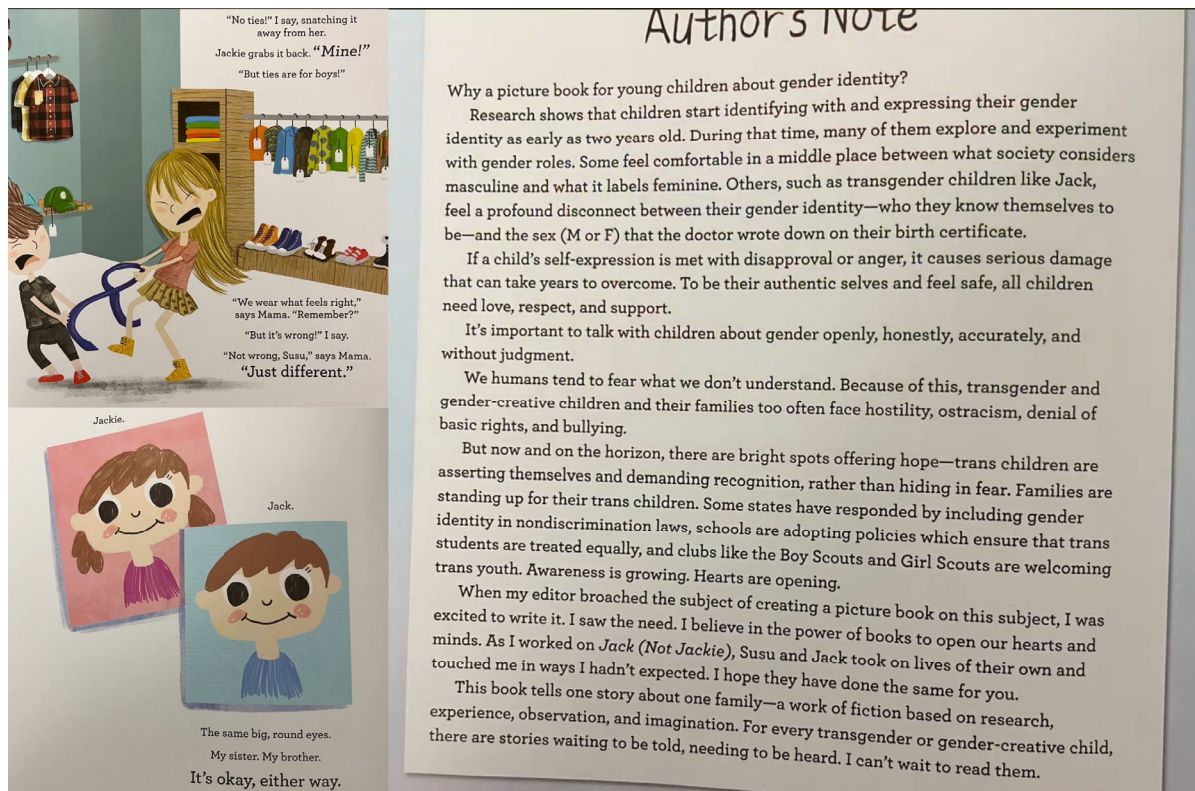 "No ties!" I say, snatching it
away from her.
Jackie grabs it back. "Mine!"
"But ties are for boys!"
"We wear what feels right,"
says Mama. "Remember?"
"But it's wrong!" I say.
"Not wrong, Susu," says Mama.
"Just different."
Jackie.
Jack.
The same big, round eyes.
My sister. My brother.
It's okay, either way.
Author's Note
Why a picture book for young children about gender identity?
Research shows that children start identifying with and expressing their gender
identity as early as two years old. During that time, many of them explore and experiment
with gender roles. Some feel comfortable in a middle place between what society considers
masculine and what it labels feminine. Others, such as transgender children like Jack,
feel a profound disconnect between their gender identity—who they know themselves to
be—and the sex (M or F) that the doctor wrote down on their birth certificate.
If a child's self-expression is met with disapproval or anger, it causes serious damage
that can take years to overcome. To be their authentic selves and feel safe, all children
need love, respect, and support.
It's important to talk with children about gender openly, honestly, accurately, and
without judgment.
We humans tend to fear what we don't understand. Because of this, transgender and
gender-creative children and their families too often face hostility, ostracism, denial of
basic rights, and bullying.
But now and on the horizon, there are bright spots offering hope—trans children are
asserting themselves and demanding recognition, rather than hiding in fear. Families are
standing up for their trans children. Some states have responded by including gender
identity in nondiscrimination laws, schools are adopting policies which ensure that trans
students are treated equally, and clubs like the Boy Scouts and Girl Scouts are welcoming
trans youth. Awareness is growing. Hearts are opening.
When my editor broached the subject of creating a picture book on this subject, I was
excited to write it. I saw the need. I believe in the power of books to open our hearts and
minds. As I worked on Jack (Not Jackie), Susu and Jack took on lives of their own and
touched me in ways I hadn't expected. I hope they have done the same for you.
This book tells one story about one family—a work of fiction based on research,
experience, observation, and imagination. For every transgender or gender-creative child,
there are stories waiting to be told, needing to be heard. I can't wait to read them.